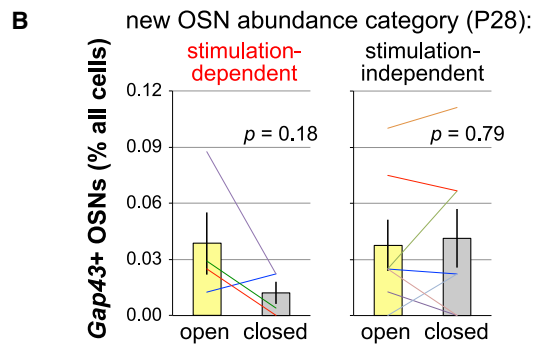 B
new OSN abundance category (P28):
stimulation-
dependent
stimulation-
independent
Gap43+ OSNs (% all cells)
0.12
0.09
0.06
0.03
0.00
p = 0.18
p = 0.79
open closed
open closed